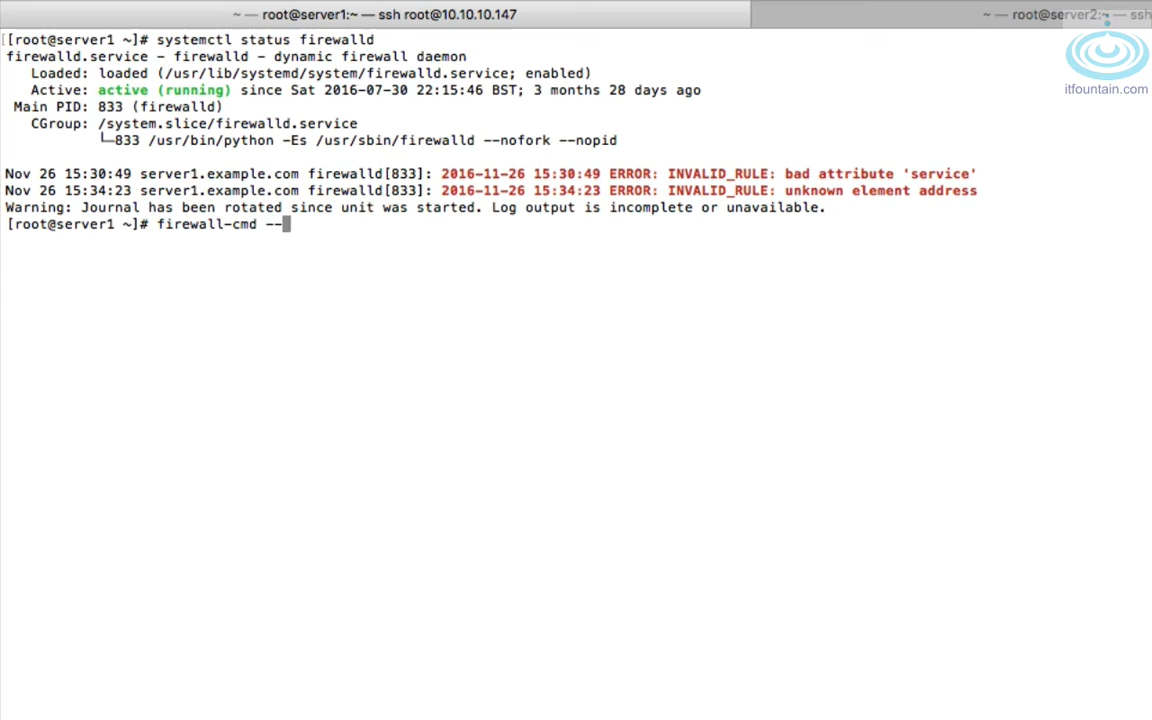 ~ — root@server1:~ — ssh root@10.10.10.147
~ — root@server2:~ — ssh
itfountain.com
[[root@server1 ~]# systemctl status firewalld
firewalld.service - firewalld - dynamic firewall daemon
Loaded: loaded (/usr/lib/systemd/system/firewalld.service; enabled)
Active: active (running) since Sat 2016-07-30 22:15:46 BST; 3 months 28 days ago
Main PID: 833 (firewalld)
CGroup: /system.slice/firewalld.service
└─833 /usr/bin/python -Es /usr/sbin/firewalld --nofork --nopid
Nov 26 15:30:49 server1.example.com firewalld[833]: 2016-11-26 15:30:49 ERROR: INVALID_RULE: bad attribute 'service'
Nov 26 15:34:23 server1.example.com firewalld[833]: 2016-11-26 15:34:23 ERROR: INVALID_RULE: unknown element address
Warning: Journal has been rotated since unit was started. Log output is incomplete or unavailable.
[root@server1 ~]# firewall-cmd --